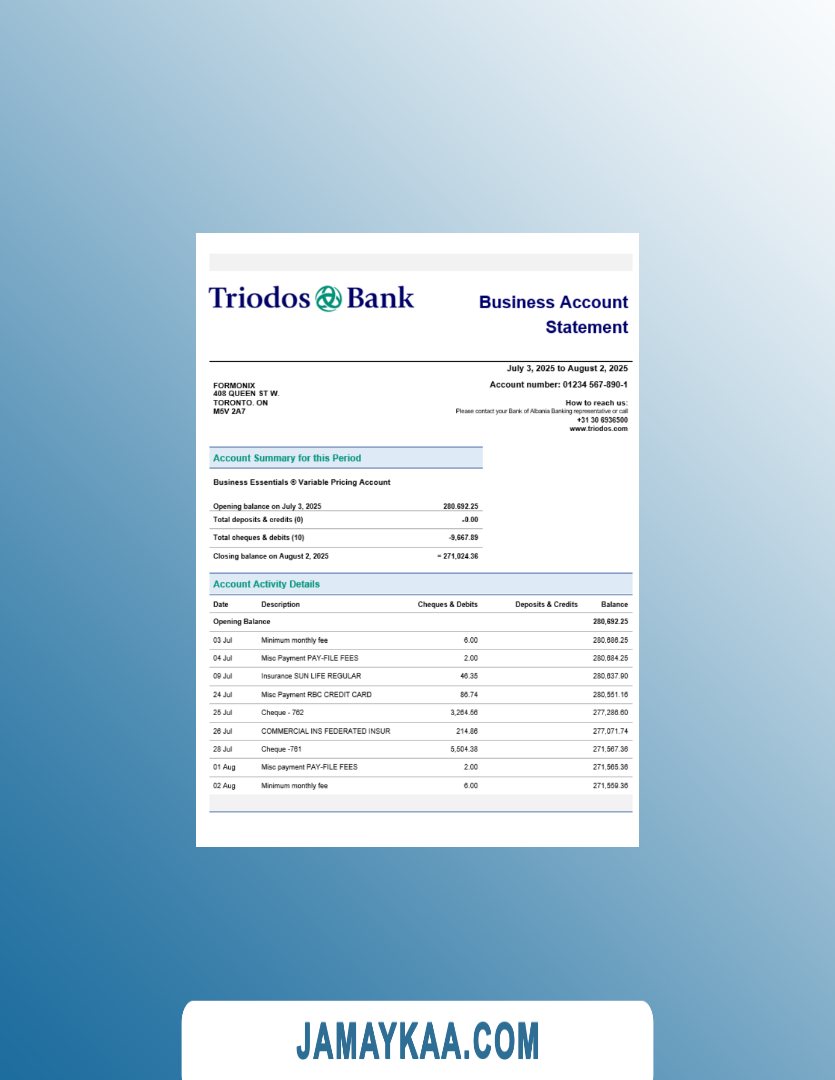 Triodos Bank
Business Account
Statement
July 3, 2025 to August 2, 2025
Account number: 01234 567-890-1
FORMONIX
408 QUEEN ST W.
TORONTO. ON
M5V 2A7
How to reach us:
Please contact your Bank of Albania Banking representative or call
+31 30 6936500
www.triodos.com
Account Summary for this Period
Business Essentials ® Variable Pricing Account
Opening balance on July 3, 2025 280.692.25
Total deposits & credits (0) -0.00
Total cheques & debits (10) -9,667.89
Closing balance on August 2, 2025 = 271,024.36
Account Activity Details
Date Description Cheques & Debits Deposits & Credits Balance
Opening Balance 280,692.25
03 Jul Minimum monthly fee 6.00 280,686.25
04 Jul Misc Payment PAY-FILE FEES 2.00 280,684.25
09 Jul Insurance SUN LIFE REGULAR 46.35 280,637.90
24 Jul Misc Payment RBC CREDIT CARD 86.74 280,551.16
25 Jul Cheque - 762 3,264.56 277,286.60
26 Jul COMMERCIAL INS FEDERATED INSUR 214.86 277,071.74
28 Jul Cheque -761 5,504.38 271,567.36
01 Aug Misc payment PAY-FILE FEES 2.00 271,565.36
02 Aug Minimum monthly fee 6.00 271,559.36
JAMAYKAA.COM